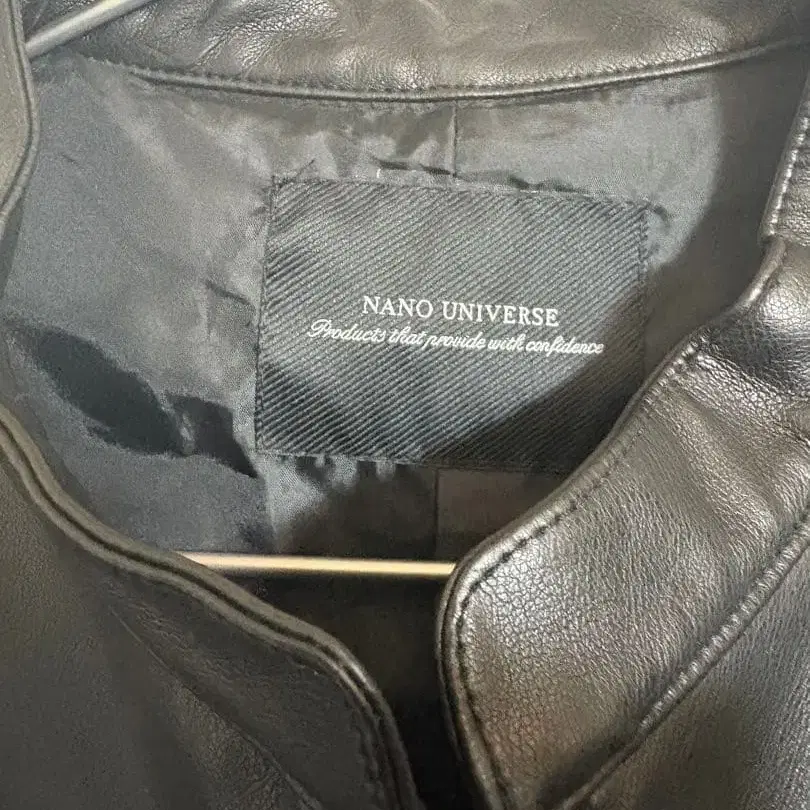 NANO UNIVERSE
Products that provide with confidence